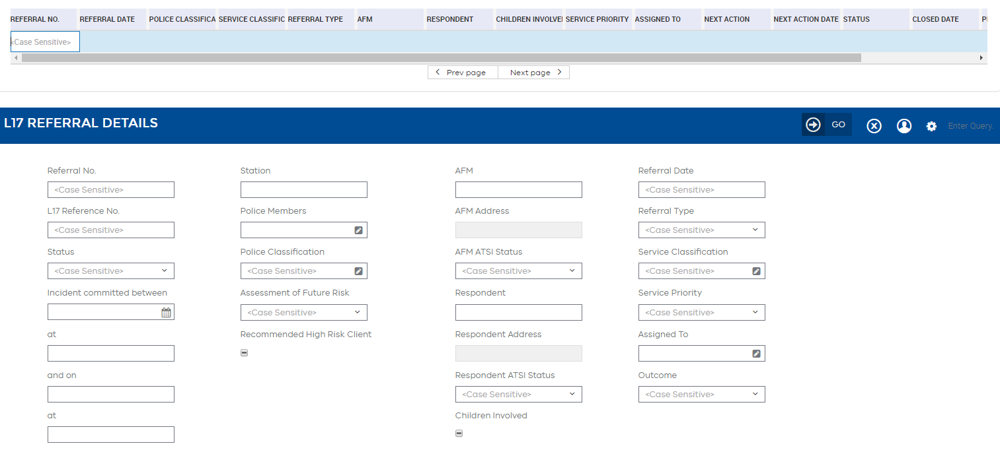 REFERRAL NO. REFERRAL DATE POLICE CLASSIFICA SERVICE CLASSIFIC REFERRAL TYPE AFM RESPONDENT CHILDREN INVOLVE SERVICE PRIORITY ASSIGNED TO NEXT ACTION NEXT ACTION DATE STATUS CLOSED DATE P
<Case Sensitive>
Prev page Next page
L17 REFERRAL DETAILS GO Enter Query.
Referral No. Station AFM Referral Date
<Case Sensitive> <Case Sensitive>
L17 Reference No. Police Members AFM Address Referral Type
<Case Sensitive> <Case Sensitive>
Status Police Classification AFM ATSI Status Service Classification
<Case Sensitive> <Case Sensitive> <Case Sensitive> <Case Sensitive>
Incident committed between Assessment of Future Risk Respondent Service Priority
<Case Sensitive> <Case Sensitive>
at Recommended High Risk Client Respondent Address Assigned To
and on Respondent ATSI Status Outcome
<Case Sensitive> <Case Sensitive>
at Children Involved